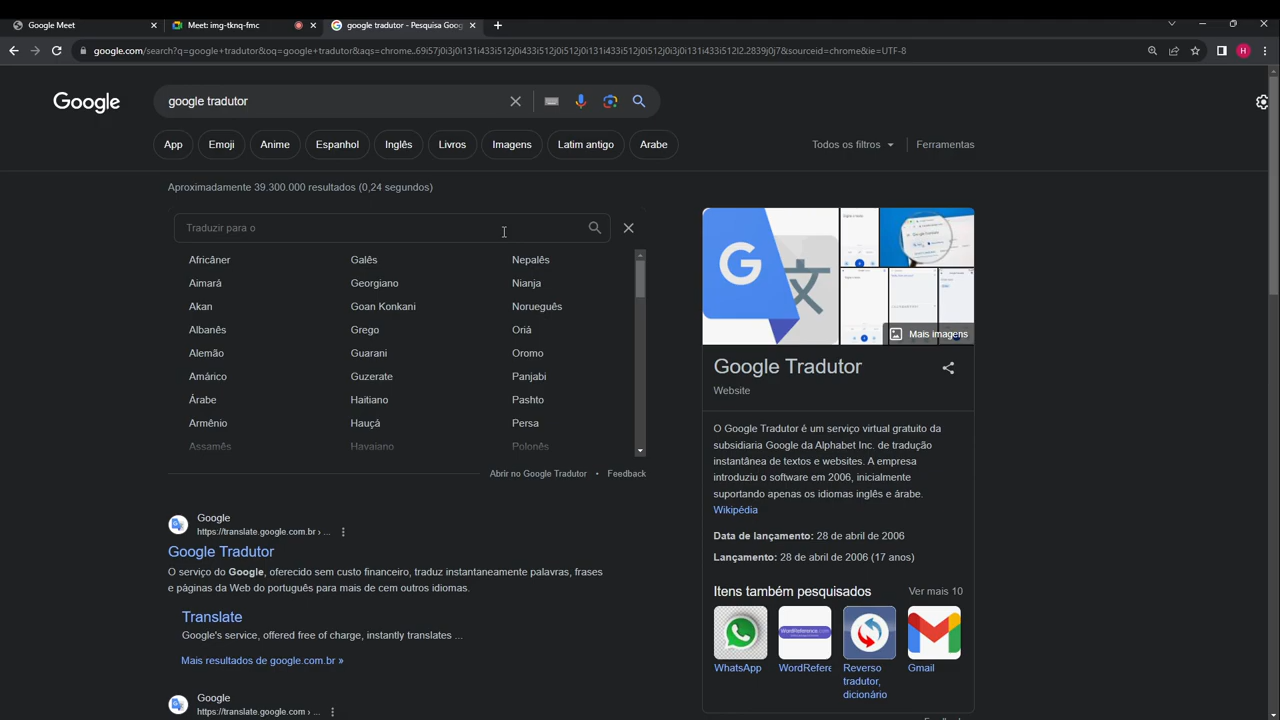 Google Meet
Meet: img-tknq-fmc
google tradutor - Pesquisa Goog
google.com/search?q=google+tradutor&oq=google+tradutor&aqs=chrome..69i57j0i3j0i131i433i512j0i433i512j0i512j0i131i433i512j0i512j0i3j0i131i433i512l2.2839j0j7&sourceid=chrome&ie=UTF-8
H
Google
google tradutor
App
Emoji
Anime
Espanhol
Inglês
Livros
Imagens
Latim antigo
Arabe
Todos os filtros
Ferramentas
Aproximadamente 39.300.000 resultados (0,24 segundos)
Traduzir para o
Africâner Galês Nepalês
Aimará Georgiano Nianja
Akan Goan Konkani Norueguês
Albanês Grego Oriá
Alemão Guarani Oromo
Amárico Guzerate Panjabi
Árabe Haitiano Pashto
Armênio Hauçá Persa
Assamês Havaiano Polonês
Abrir no Google Tradutor • Feedback
Google
https://translate.google.com.br › ...
Google Tradutor
O serviço do Google, oferecido sem custo financeiro, traduz instantaneamente palavras, frases
e páginas da Web do português para mais de cem outros idiomas.
Translate
Google's service, offered free of charge, instantly translates ...
Mais resultados de google.com.br »
Google
https://translate.google.com › ...
G
文
Mais imagens
Google Tradutor
Website
O Google Tradutor é um serviço virtual gratuito da
subsidiaria Google da Alphabet Inc. de tradução
instantânea de textos e websites. A empresa
introduziu o software em 2006, inicialmente
suportando apenas os idiomas inglês e árabe.
Wikipédia
Data de lançamento: 28 de abril de 2006
Lançamento: 28 de abril de 2006 (17 anos)
Itens também pesquisados
Ver mais 10
WordReference.com
WhatsApp
WordRefere
Reverso
tradutor,
dicionário
Gmail